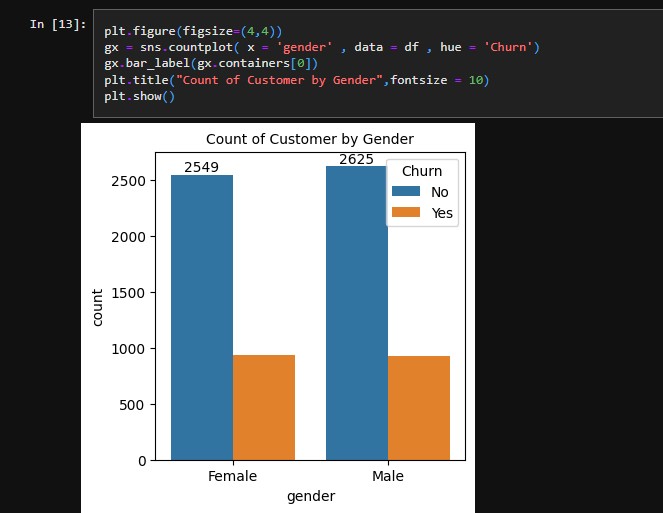 In [13]:
plt.figure(figsize=(4,4))
gx = sns.countplot( x = 'gender' , data = df , hue = 'Churn')
gx.bar_label(gx.containers[0])
plt.title("Count of Customer by Gender",fontsize = 10)
plt.show()
Count of Customer by Gender
2549
2625
Churn
No
Yes
2500
2000
1500
1000
500
0
count
Female
Male
gender